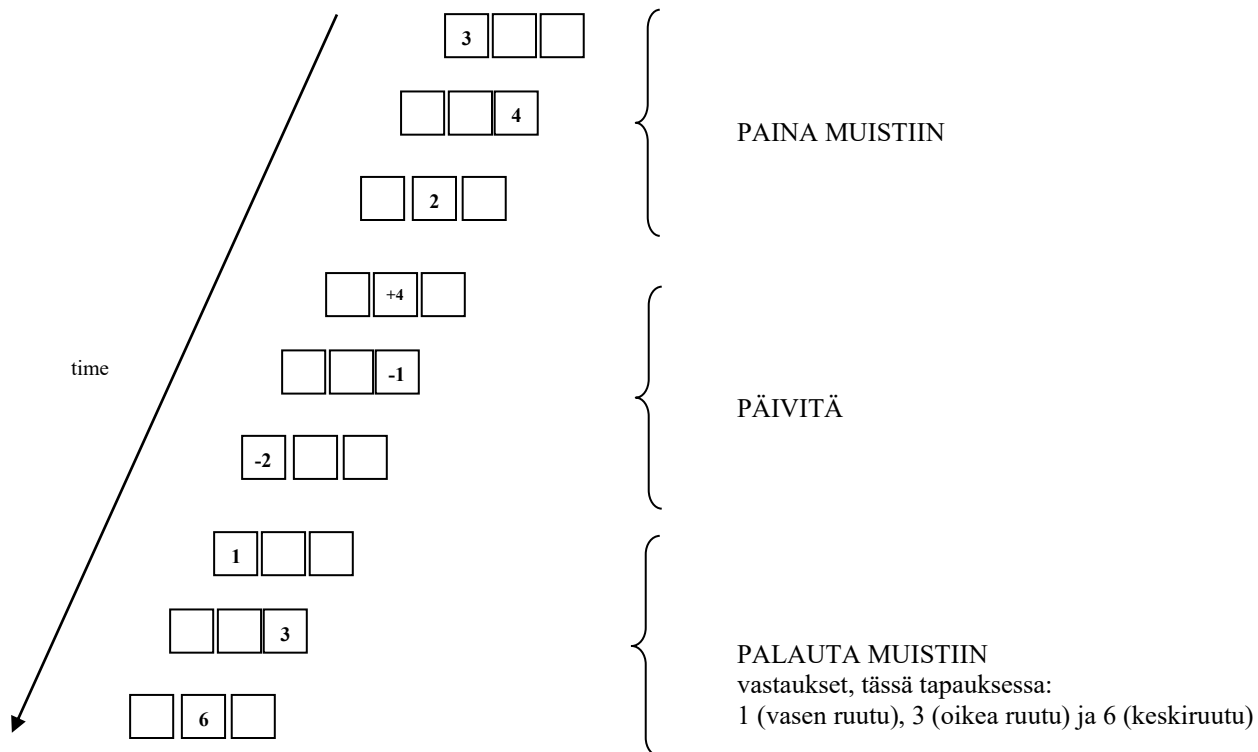 3
4
PAINA MUISTIIN
2
+4
time
-1
PÄIVITÄ
-2
1
3
PALAUTA MUISTIIN
vastaukset, tässä tapauksessa:
1 (vasen ruutu), 3 (oikea ruutu) ja 6 (keskiruutu)
6